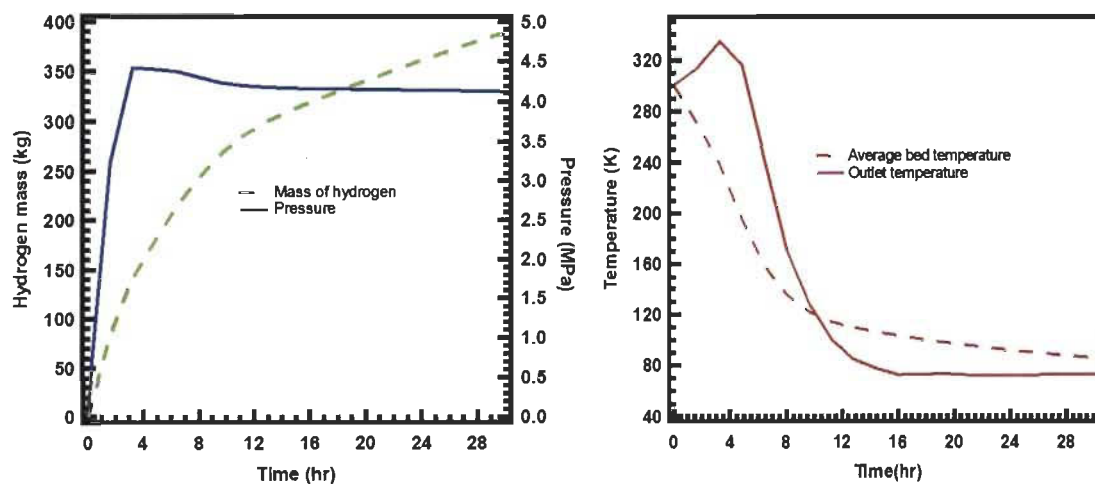 400
350
300
250
200
150
100
50
0
Hydrogen mass (kg)
5.0
4.5
4.0
3.5
3.0
2.5
2.0
1.5
1.0
0.5
0.0
Pressure (MPa)
Mass of hydrogen
Pressure
0 4 8 12 16 20 24 28
Time (hr)
320
280
240
200
160
120
80
40
Temperature (K)
Average bed temperature
Outlet temperature
0 4 8 12 16 20 24 28
Time(hr)